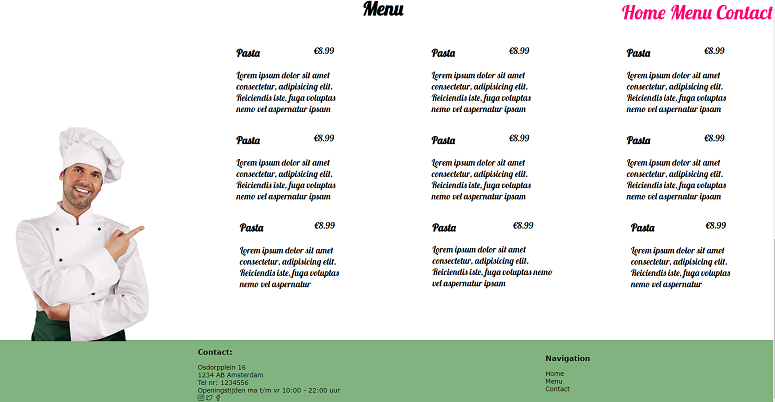 Menu
Home Menu Contact
Pasta €8.99
Lorem ipsum dolor sit amet
consectetur, adipisicing elit.
Reiciendis iste, fuga voluptas
nemo vel aspernatur ipsam
Pasta €8.99
Lorem ipsum dolor sit amet
consectetur, adipisicing elit.
Reiciendis iste, fuga voluptas
nemo vel aspernatur ipsam
Pasta €8.99
Lorem ipsum dolor sit amet
consectetur, adipisicing elit.
Reiciendis iste, fuga voluptas
nemo vel aspernatur ipsam
Pasta €8.99
Lorem ipsum dolor sit amet
consectetur, adipisicing elit.
Reiciendis iste, fuga voluptas
nemo vel aspernatur ipsam
Pasta €8.99
Lorem ipsum dolor sit amet
consectetur, adipisicing elit.
Reiciendis iste, fuga voluptas
nemo vel aspernatur ipsam
Pasta €8.99
Lorem ipsum dolor sit amet
consectetur, adipisicing elit.
Reiciendis iste, fuga voluptas
nemo vel aspernatur ipsam
Pasta €8.99
Lorem ipsum dolor sit amet
consectetur, adipisicing elit.
Reiciendis iste, fuga voluptas
nemo vel aspernatur
Pasta €8.99
Lorem ipsum dolor sit amet
consectetur, adipisicing elit.
Reiciendis iste, fuga voluptas nemo
vel aspernatur ipsam
Pasta €8.99
Lorem ipsum dolor sit amet
consectetur, adipisicing elit.
Reiciendis iste, fuga voluptas
nemo vel aspernatur
Contact:
Osdorpplein 16
1234 AB Amsterdam
Tel nr: 1234556
Openingstijden ma t/m vr 10:00 - 22:00 uur
Navigation
Home
Menu
Contact